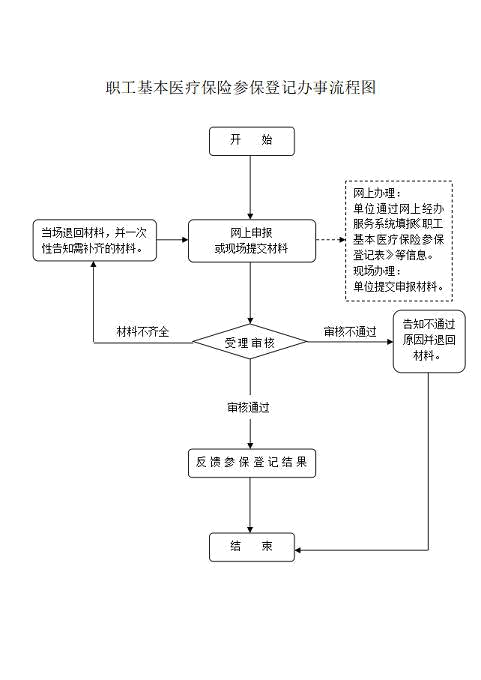 职工基本医疗保险参保登记办事流程图
开 始
网上办理：
单位通过网上经办
服务系统填报《职工
基本医疗保险参保
登记表》等信息。
现场办理：
单位提交申报材料。
当场退回材料，并一次
性告知需补齐的材料。
网上申报
或现场提交材料
材料不齐全
受理审核
审核不通过
告知不通过
原因并退回
材料。
审核通过
反馈参保登记结果
结 束